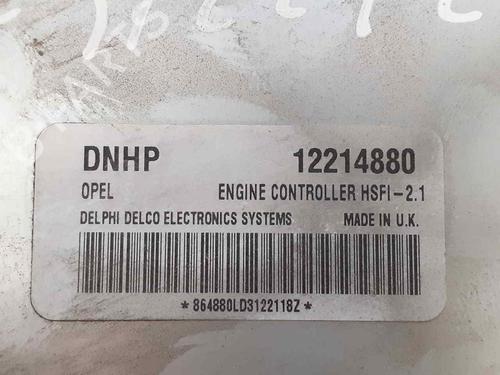 DNHP 12214880
OPEL ENGINE CONTROLLER HSFI-2.1
DELPHI DELCO ELECTRONICS SYSTEMS MADE IN U.K.
*864880LD3122118Z*